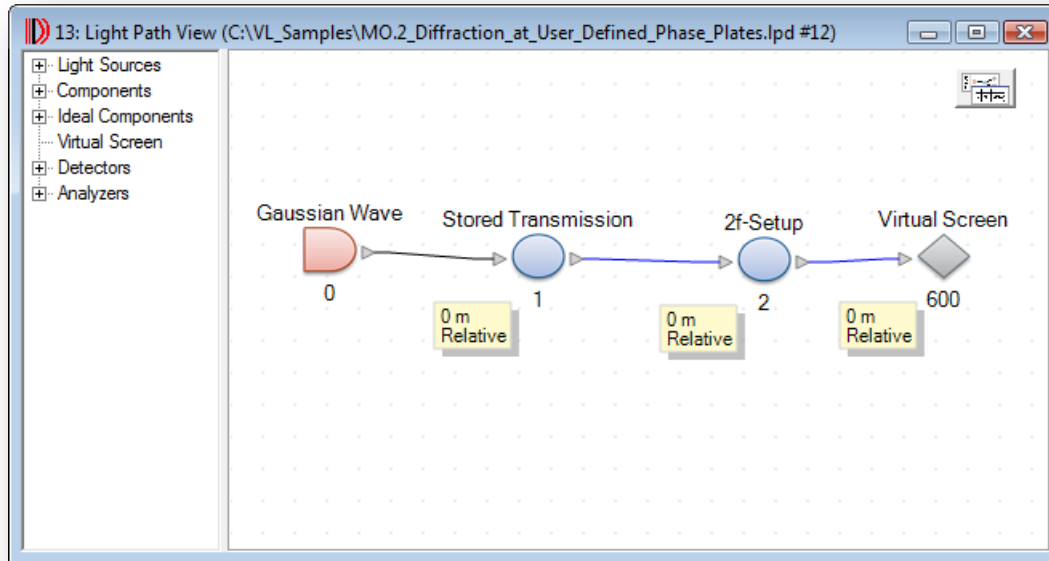 13: Light Path View (C:\VL_Samples\MO.2_Diffraction_at_User_Defined_Phase_Plates.lpd #12)
Light Sources
Components
Ideal Components
Virtual Screen
Detectors
Analyzers
Gaussian Wave
Stored Transmission
2f-Setup
Virtual Screen
0
1
2
600
0 m
Relative
0 m
Relative
0 m
Relative